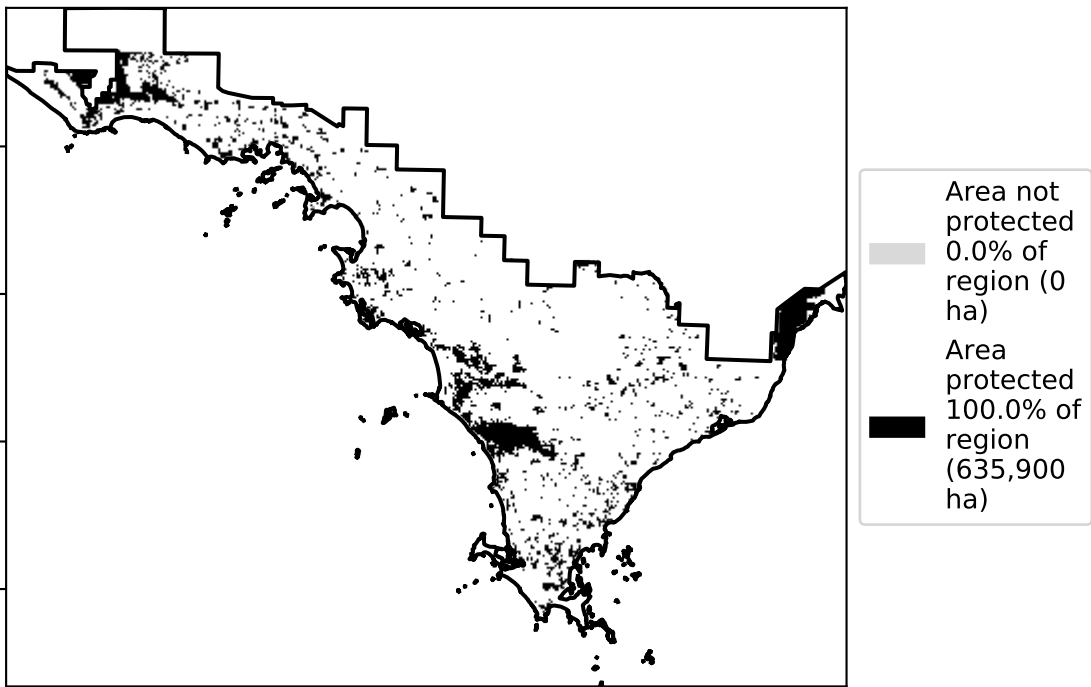 Area not
protected
0.0% of
region (0
ha)
Area
protected
100.0% of
region
(635,900
ha)